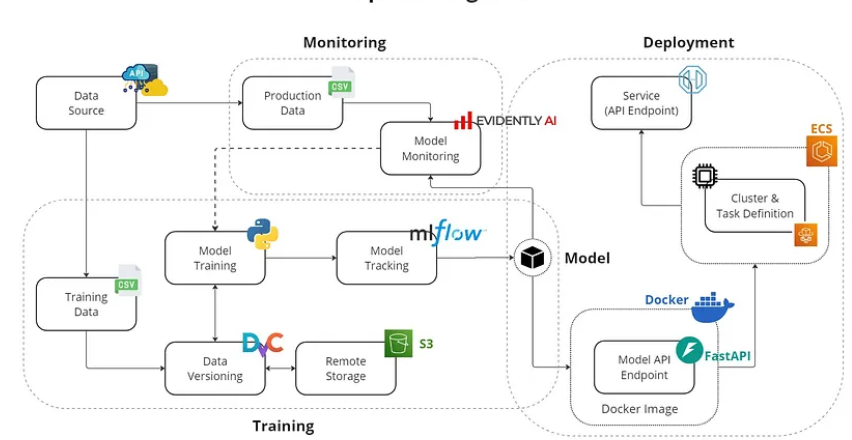 Monitoring
Deployment
API
Data
Source
CSV
Production
Data
EVIDENTLY AI
Model
Monitoring
Service
(API Endpoint)
ECS
Cluster &
Task Definition
mlflow
Model
Training
Model
Tracking
Model
CSV
Training
Data
DVC
Data
Versioning
S3
Remote
Storage
Docker
FastAPI
Model API
Endpoint
Docker Image
Training